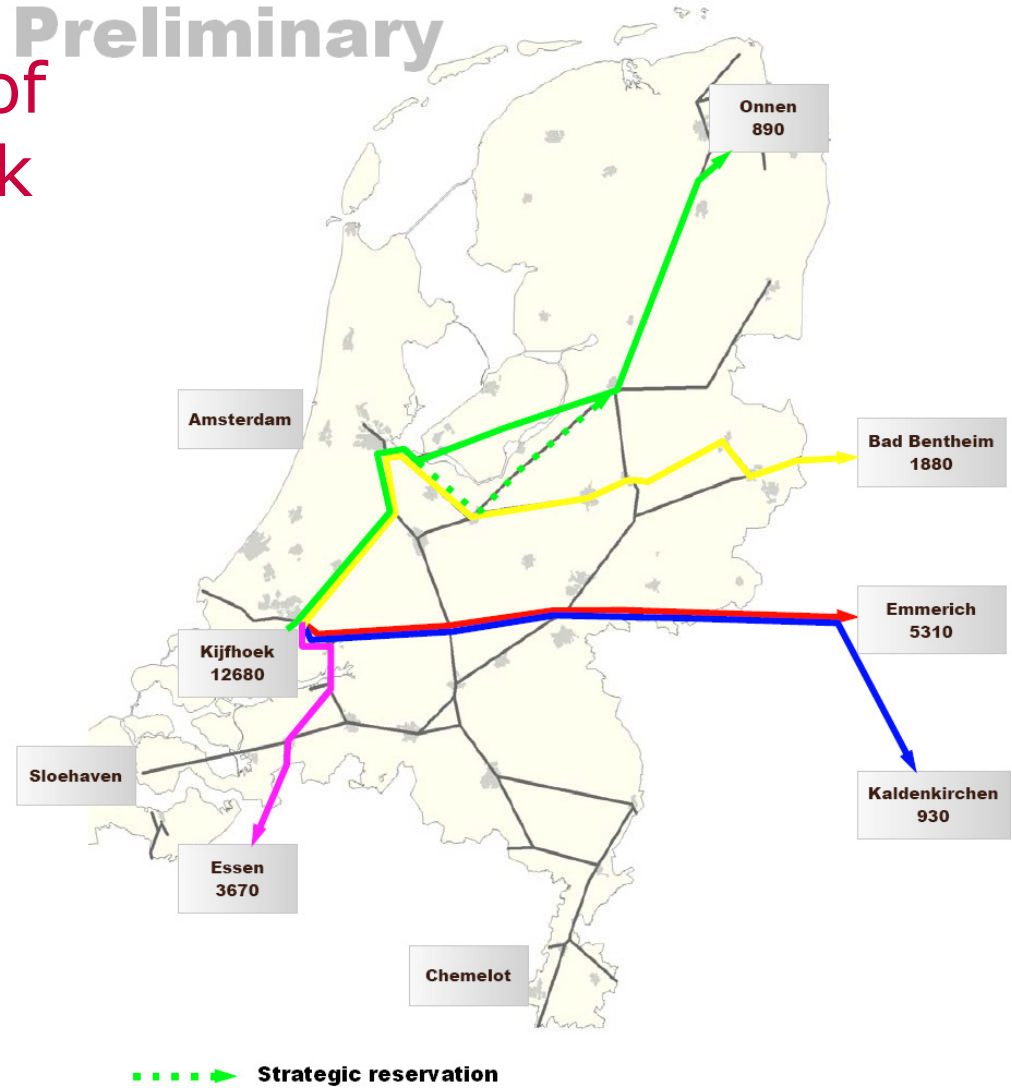 Preliminary
of
k
Onnen
890
Amsterdam
Bad Bentheim
1880
Emmerich
5310
Kijfhoek
12680
Sloehaven
Kaldenkirchen
930
Essen
3670
Chemelot
Strategic reservation